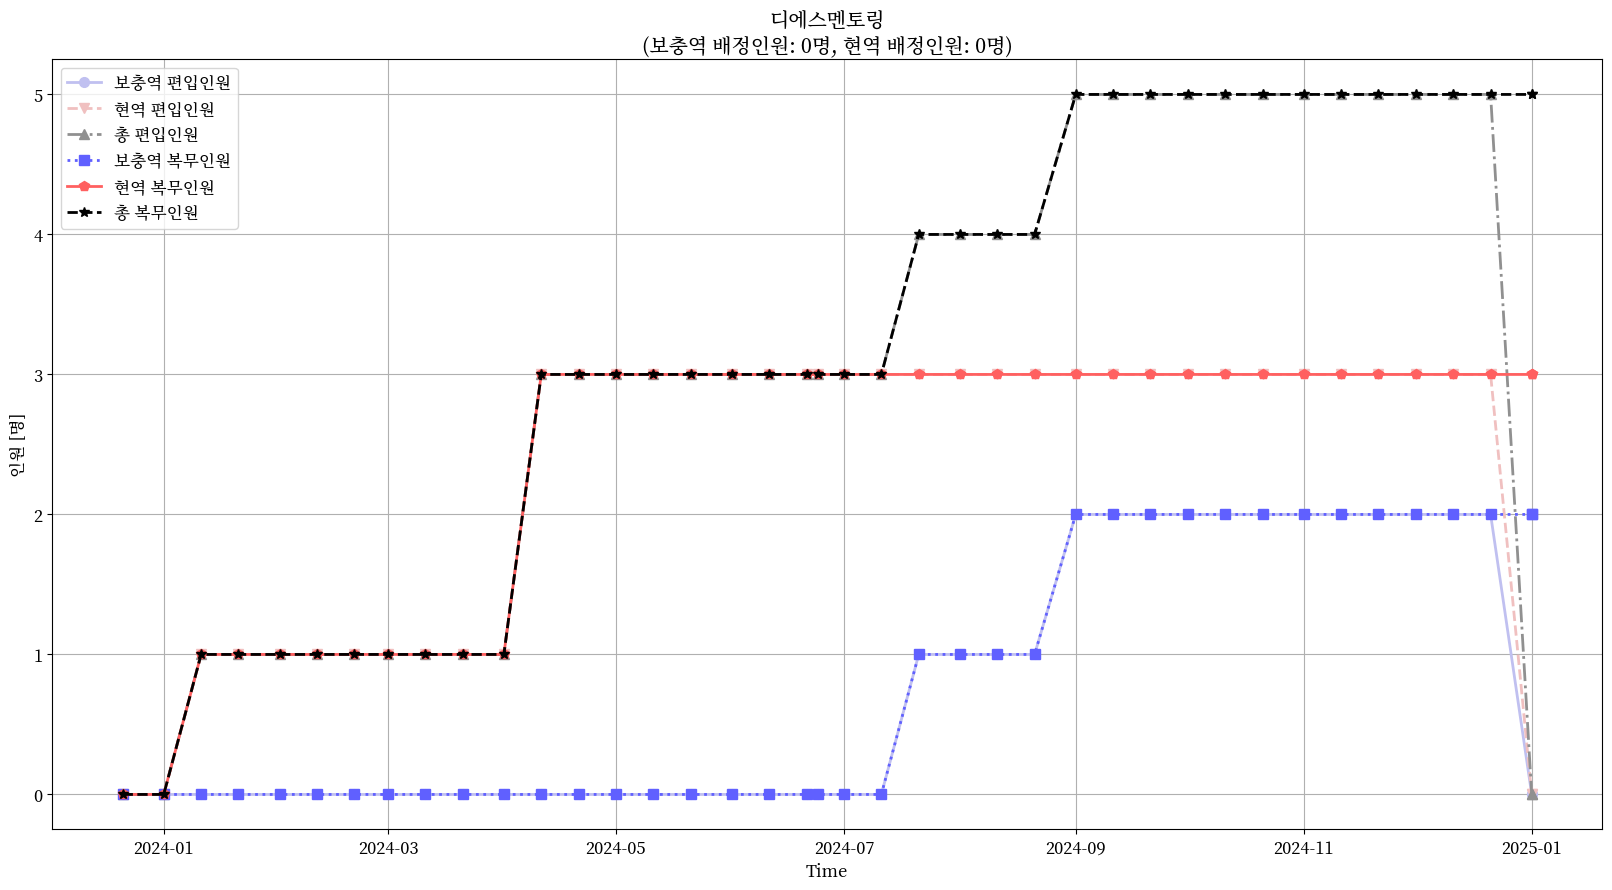 디에스멘토링
(보충역 배정인원: 0명, 현역 배정인원: 0명)
보충역 편입인원
현역 편입인원
총 편입인원
보충역 복무인원
현역 복무인원
총 복무인원
5
4
3
2
1
0
인원 [명]
2024-01
2024-03
2024-05
2024-07
2024-09
2024-11
2025-01
Time